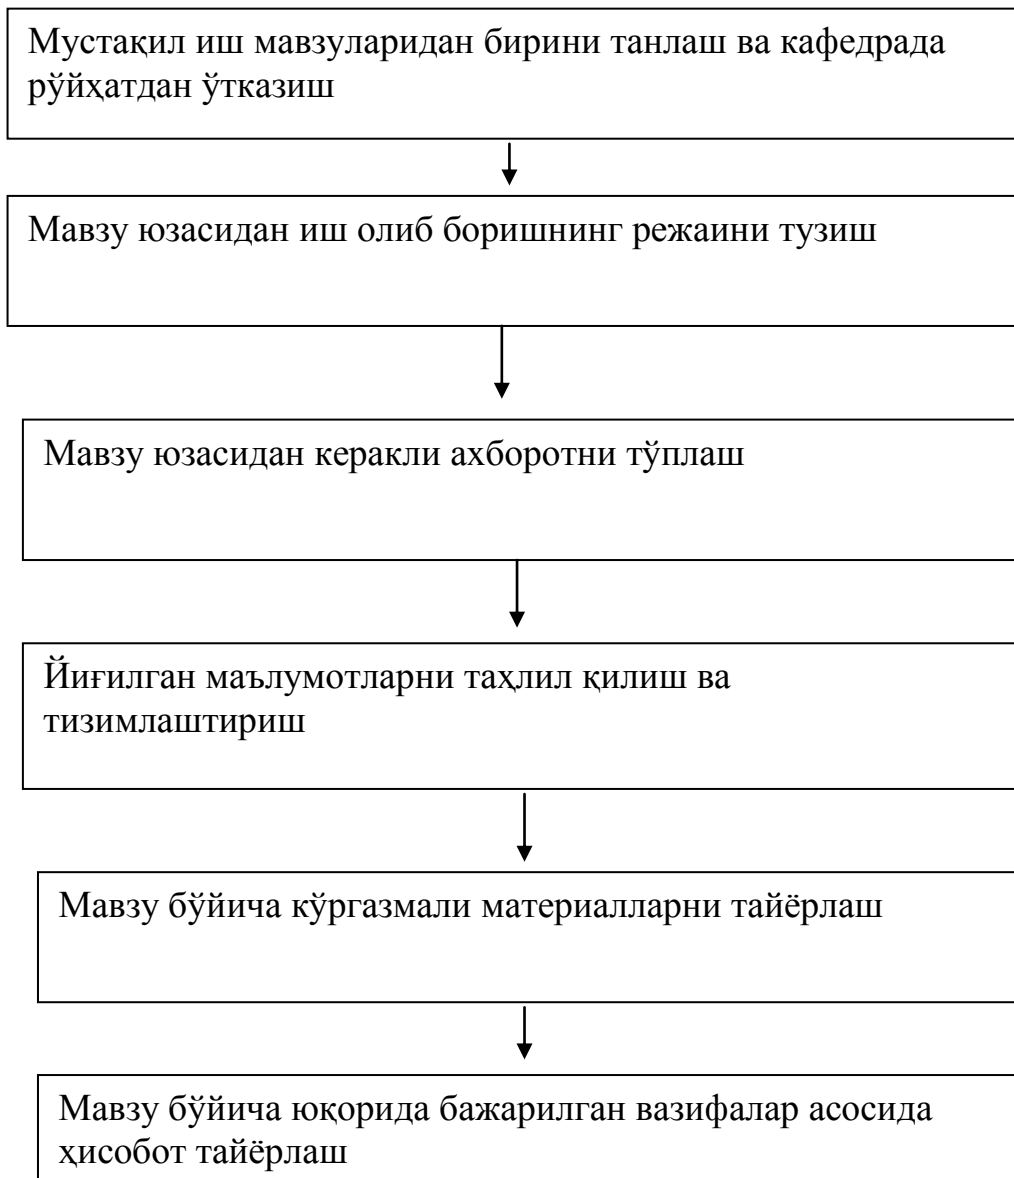 Мустақил иш мавзуларидан бирини танлаш ва кафедрада
рўйҳатдан ўтказиш
Мавзу юзасидан иш олиб боришнинг режаини тузиш
Мавзу юзасидан керакли ахборотни тўплаш
Йиғилган маълумотларни таҳлил қилиш ва
тизимлаштириш
Мавзу бўйича кўргазмали материалларни тайёрлаш
Мавзу бўйича юқорида бажарилган вазифалар асосида
ҳисобот тайёрлаш